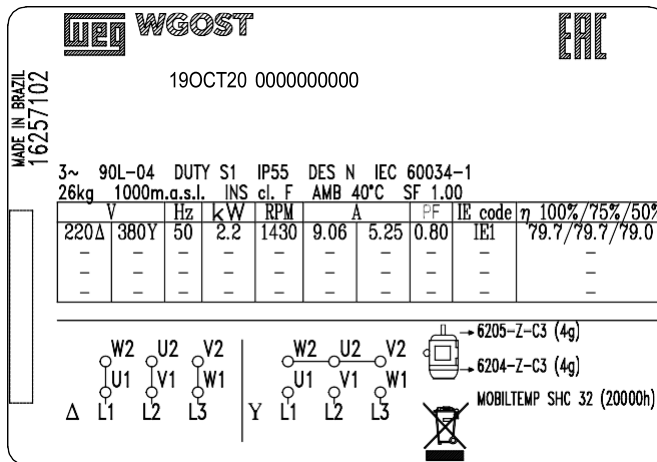 WEG WGOST EAC
19OCT20 0000000000
MADE IN BRAZIL
16257102
3~ 90L-04 DUTY S1 IP55 DES N IEC 60034-1
26kg 1000m.a.s.l. INS cl. F AMB 40°C SF 1.00
V Hz kW RPM A PF IE code η 100%/75%/50%
220Δ 380Y 50 2.2 1430 9.06 5.25 0.80 IE1 79.7/79.7/79.0
– – – – – – – – – –
– – – – – – – – – –
– – – – – – – – – –
W2 U2 V2 W2 U2 V2
U1 V1 W1 U1 V1 W1
Δ L1 L2 L3 Y L1 L2 L3
6205-Z-C3 (4g)
6204-Z-C3 (4g)
MOBILTEMP SHC 32 (20000h)